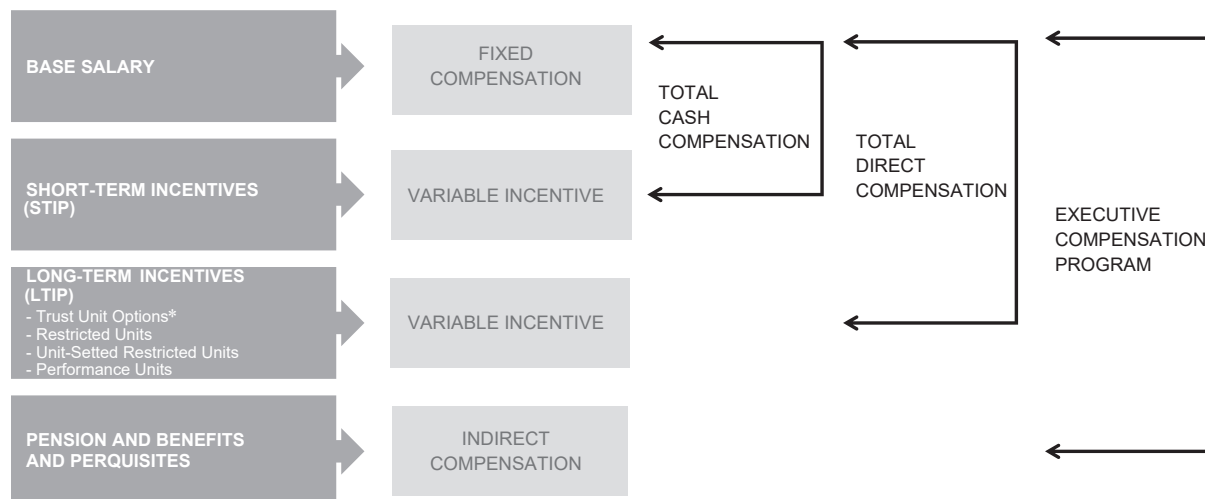 BASE SALARY
FIXED
COMPENSATION
TOTAL
CASH
COMPENSATION
SHORT-TERM INCENTIVES
(STIP)
VARIABLE INCENTIVE
TOTAL
DIRECT
COMPENSATION
LONG-TERM INCENTIVES
(LTIP)
- Trust Unit Options*
- Restricted Units
- Unit-Setted Restricted Units
- Performance Units
VARIABLE INCENTIVE
EXECUTIVE
COMPENSATION
PROGRAM
PENSION AND BENEFITS
AND PERQUISITES
INDIRECT
COMPENSATION